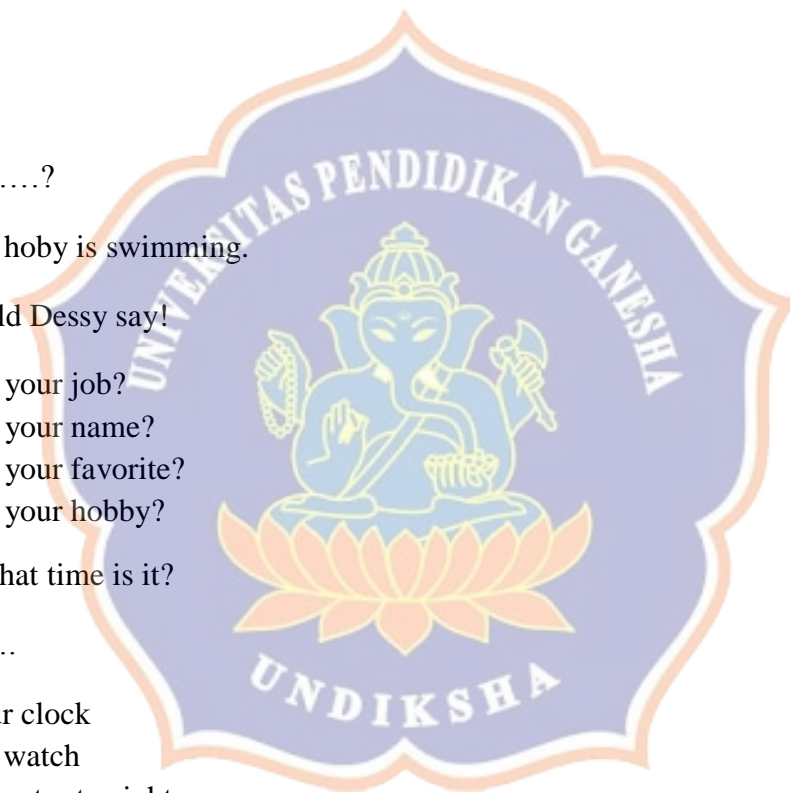 ….?
hoby is swimming.
ld Dessy say!
your job?
your name?
your favorite?
your hobby?
hat time is it?
..
r clock
watch
UNIVERSITAS PENDIDIKAN GANESHA
UNDIKSHA